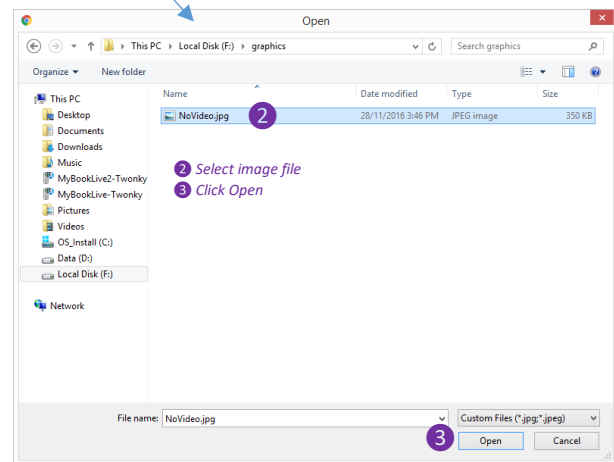 Open
This PC ▸ Local Disk (F:) ▸ graphics
Search graphics
Organize
New folder
Name
Date modified
Type
Size
This PC
Desktop
Documents
Downloads
Music
MyBookLive2-Twonky
MyBookLive-Twonky
Pictures
Videos
OS_Install (C:)
Data (D:)
Local Disk (F:)
Network
NoVideo.jpg
2
28/11/2016 3:46 PM
JPEG image
350 KB
2 Select image file
3 Click Open
File name:
NoVideo.jpg
Custom Files (*.jpg;*.jpeg)
3
Open
Cancel